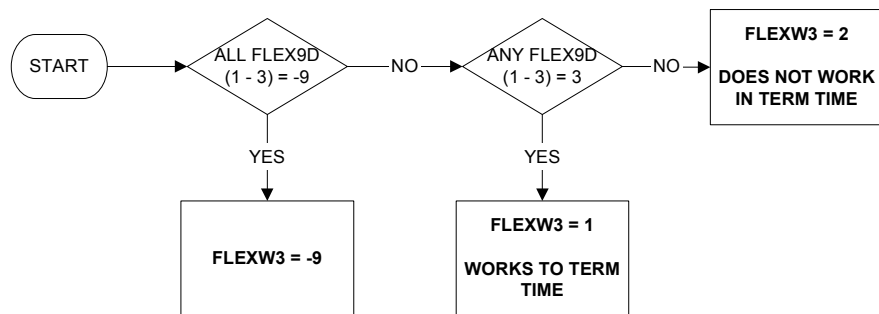 START
ALL FLEX9D
(1 - 3) = -9
NO
ANY FLEX9D
(1 - 3) = 3
NO
FLEXW3 = 2
DOES NOT WORK
IN TERM TIME
YES
YES
FLEXW3 = -9
FLEXW3 = 1
WORKS TO TERM
TIME